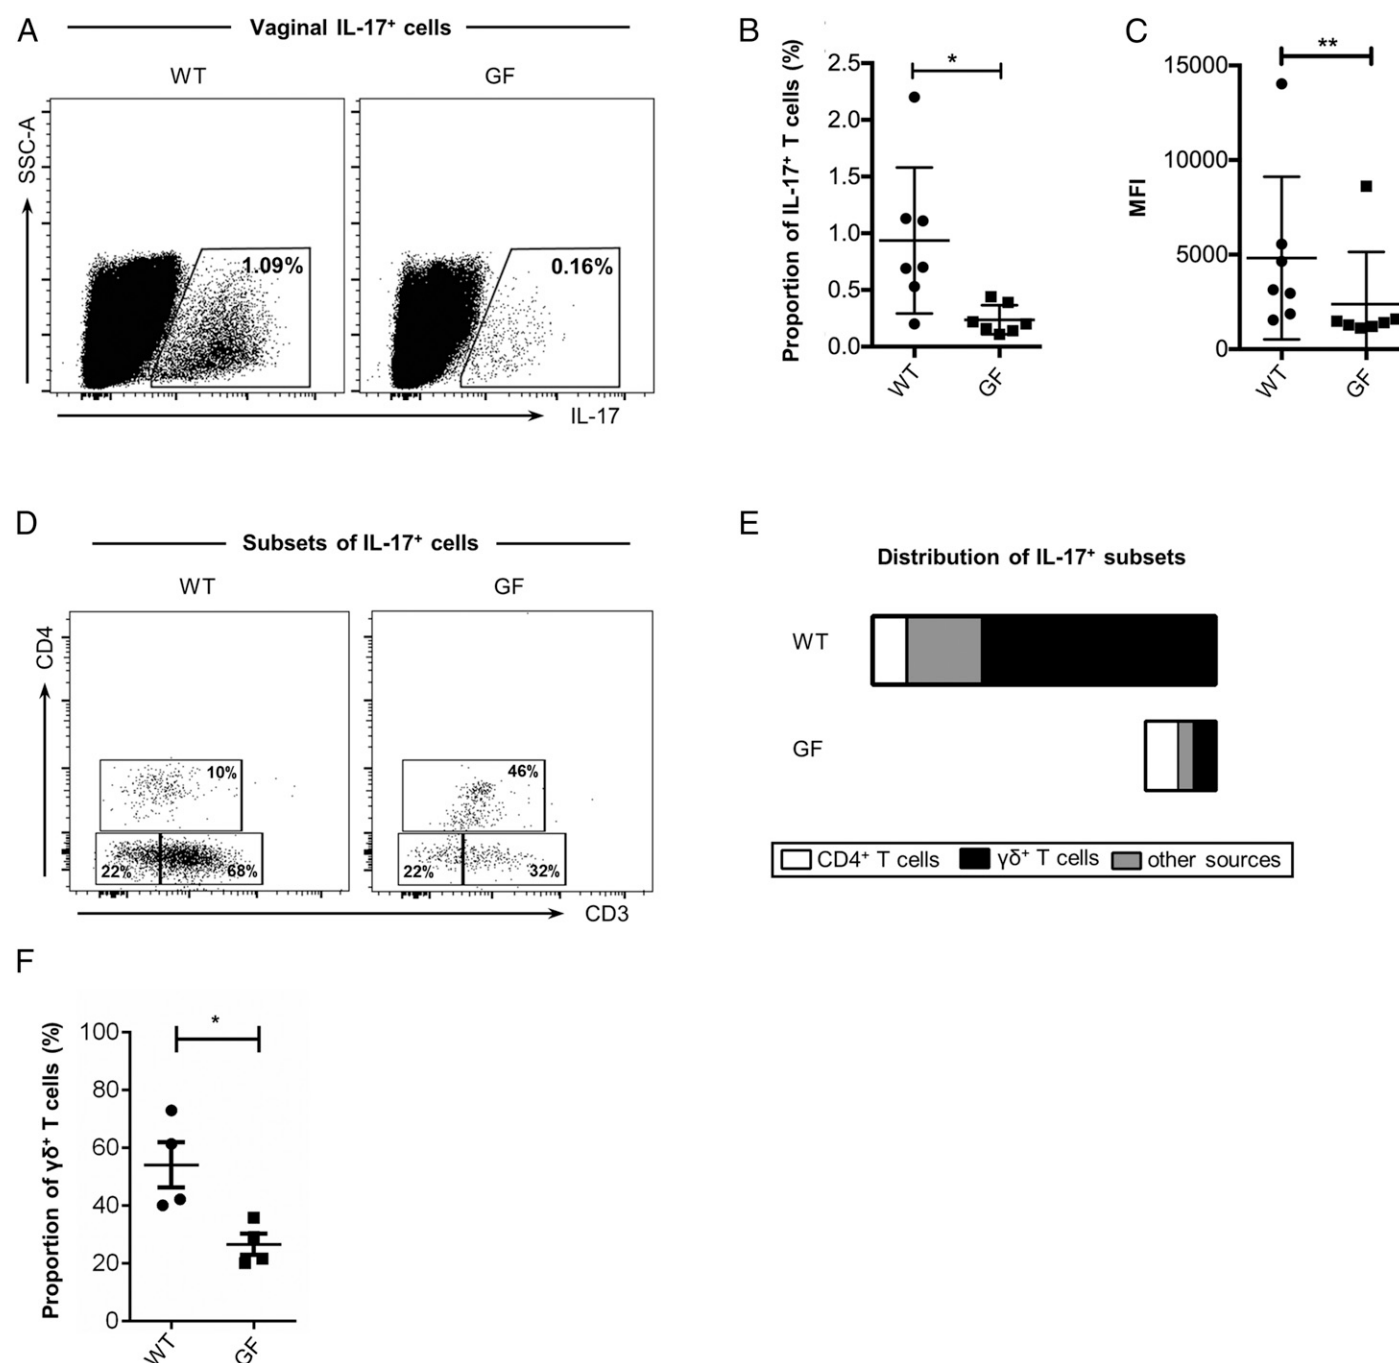 A
Vaginal IL-17⁺ cells
WT
GF
SSC-A
1.09%
0.16%
IL-17
B
Proportion of IL-17⁺ T cells (%)
2.5
2.0
1.5
1.0
0.5
0.0
*
WT
GF
C
MFI
15000
10000
5000
0
**
WT
GF
D
Subsets of IL-17⁺ cells
WT
GF
CD4
10%
22%
68%
46%
22%
32%
CD3
E
Distribution of IL-17⁺ subsets
WT
GF
CD4⁺ T cells γδ⁺ T cells other sources
F
Proportion of γδ⁺ T cells (%)
100
80
60
40
20
0
*
WT
GF